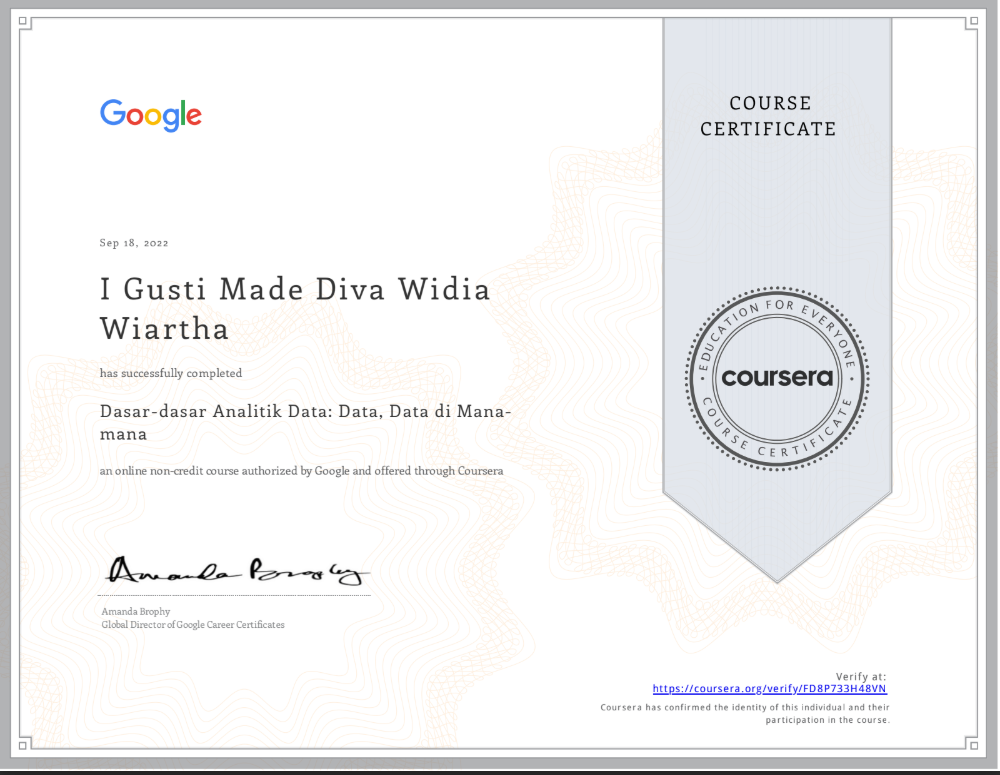 Google
COURSE
CERTIFICATE
Sep 18, 2022
I Gusti Made Diva Widia
Wiartha
has successfully completed
Dasar-dasar Analitik Data: Data, Data di Mana-
mana
an online non-credit course authorized by Google and offered through Coursera
EDUCATION FOR EVERYONE
coursera
COURSE CERTIFICATE
Amanda Brophy
Amanda Brophy
Global Director of Google Career Certificates
Verify at:
https://coursera.org/verify/FD8P733H48VN
Coursera has confirmed the identity of this individual and their
participation in the course.